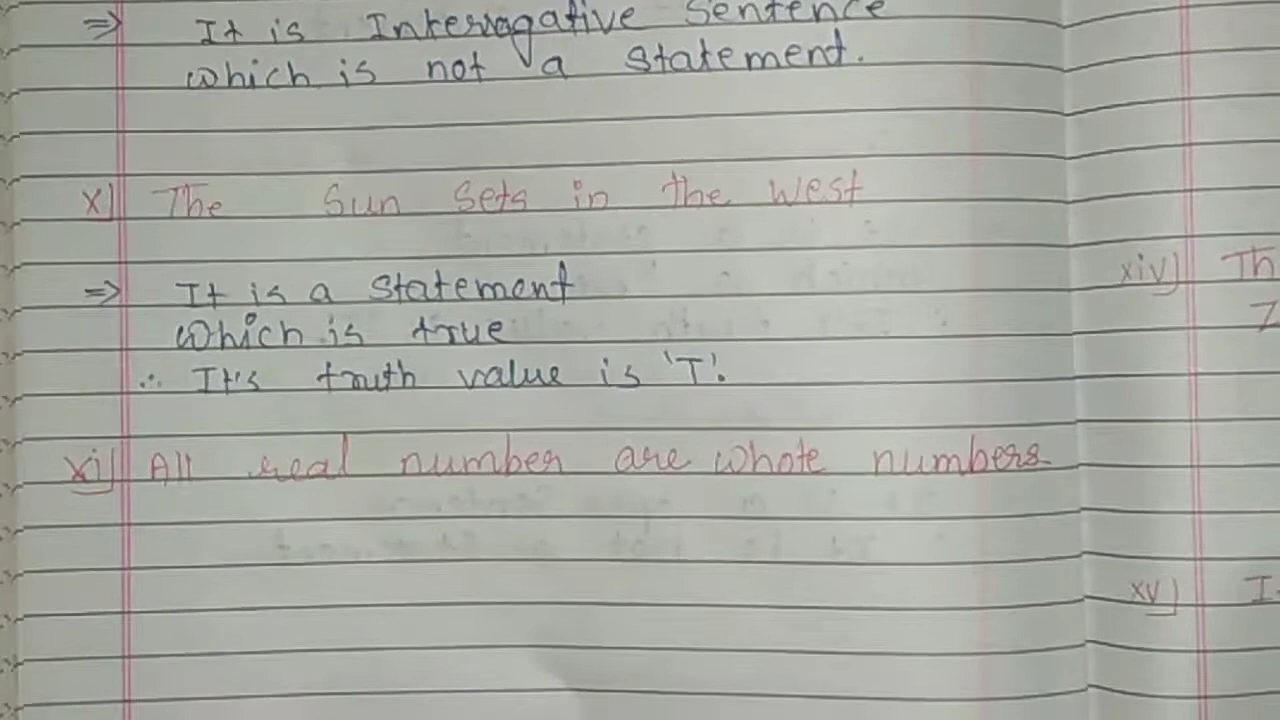 ⇒ It is Interrogative Sentence
which is not a statement.
x] The Sun sets in the west
⇒ It is a statement
which is true
∴ It's truth value is 'T'.
xi] All real number are whole numbers
xiv] Th
xv] I